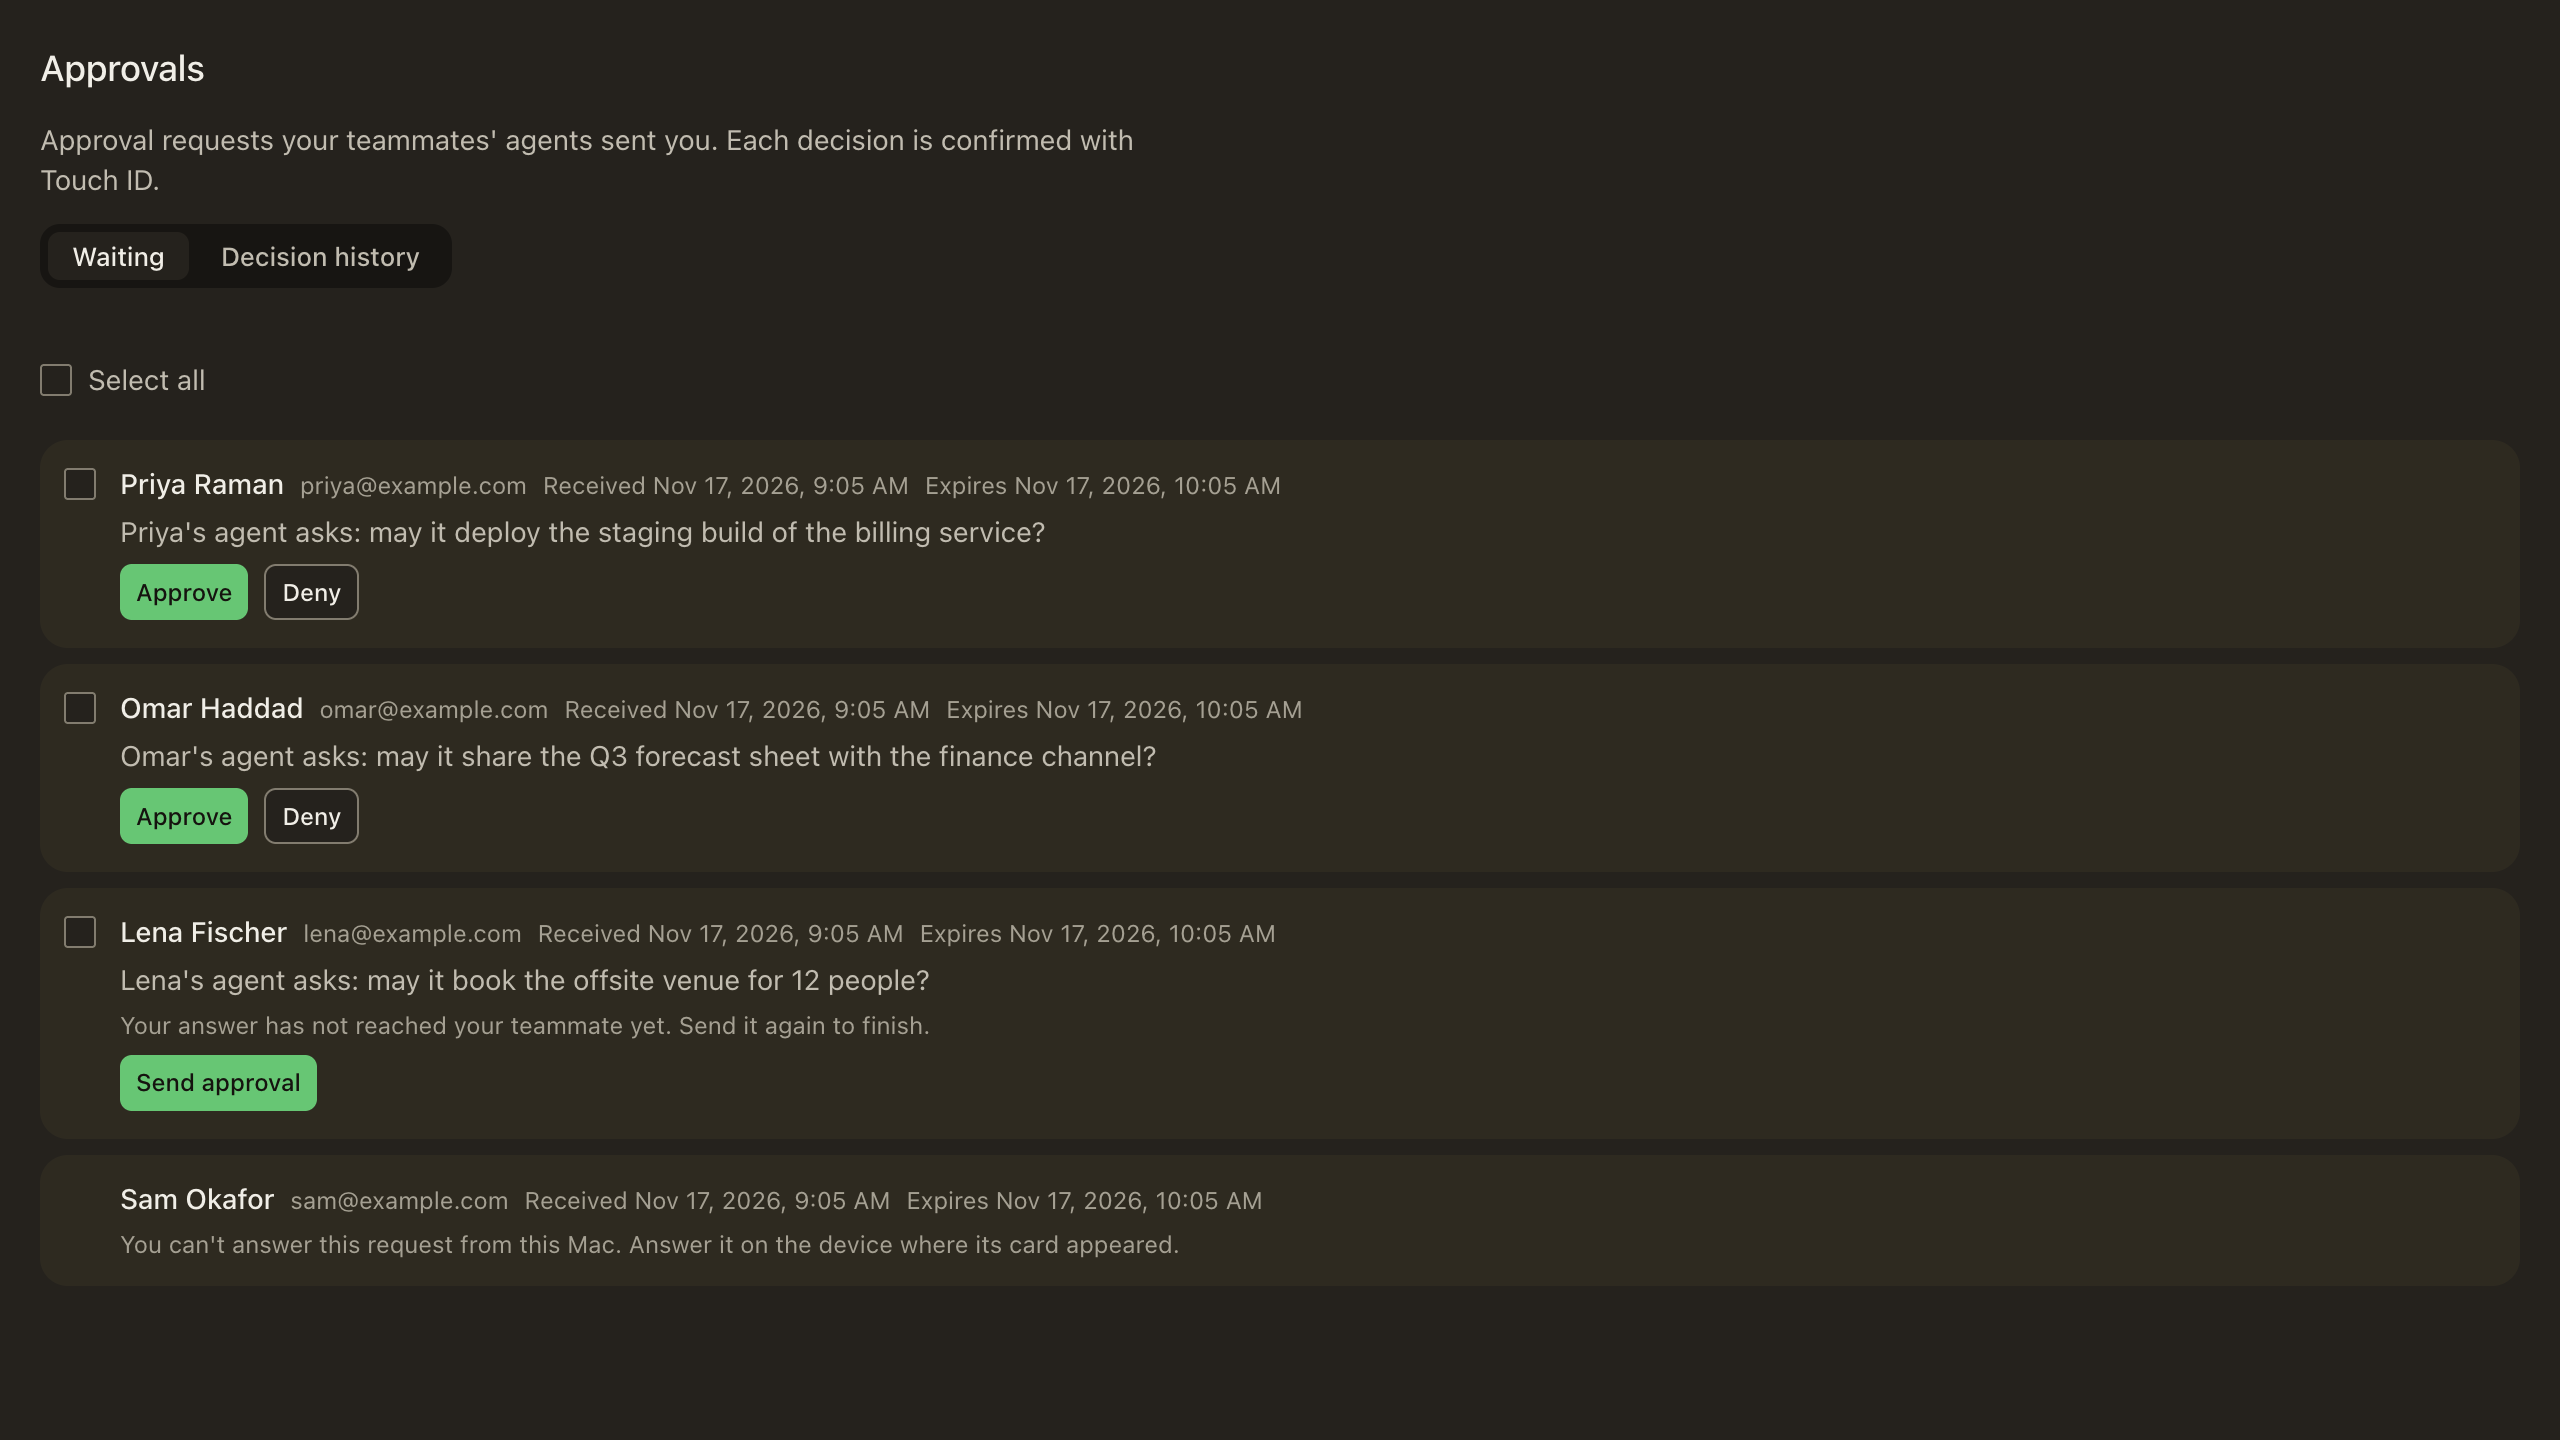 Approvals
Approval requests your teammates' agents sent you. Each decision is confirmed with
Touch ID.
Waiting Decision history
Select all
Priya Raman priya@example.com Received Nov 17, 2026, 9:05 AM Expires Nov 17, 2026, 10:05 AM
Priya's agent asks: may it deploy the staging build of the billing service?
Approve Deny
Omar Haddad omar@example.com Received Nov 17, 2026, 9:05 AM Expires Nov 17, 2026, 10:05 AM
Omar's agent asks: may it share the Q3 forecast sheet with the finance channel?
Approve Deny
Lena Fischer lena@example.com Received Nov 17, 2026, 9:05 AM Expires Nov 17, 2026, 10:05 AM
Lena's agent asks: may it book the offsite venue for 12 people?
Your answer has not reached your teammate yet. Send it again to finish.
Send approval
Sam Okafor sam@example.com Received Nov 17, 2026, 9:05 AM Expires Nov 17, 2026, 10:05 AM
You can't answer this request from this Mac. Answer it on the device where its card appeared.